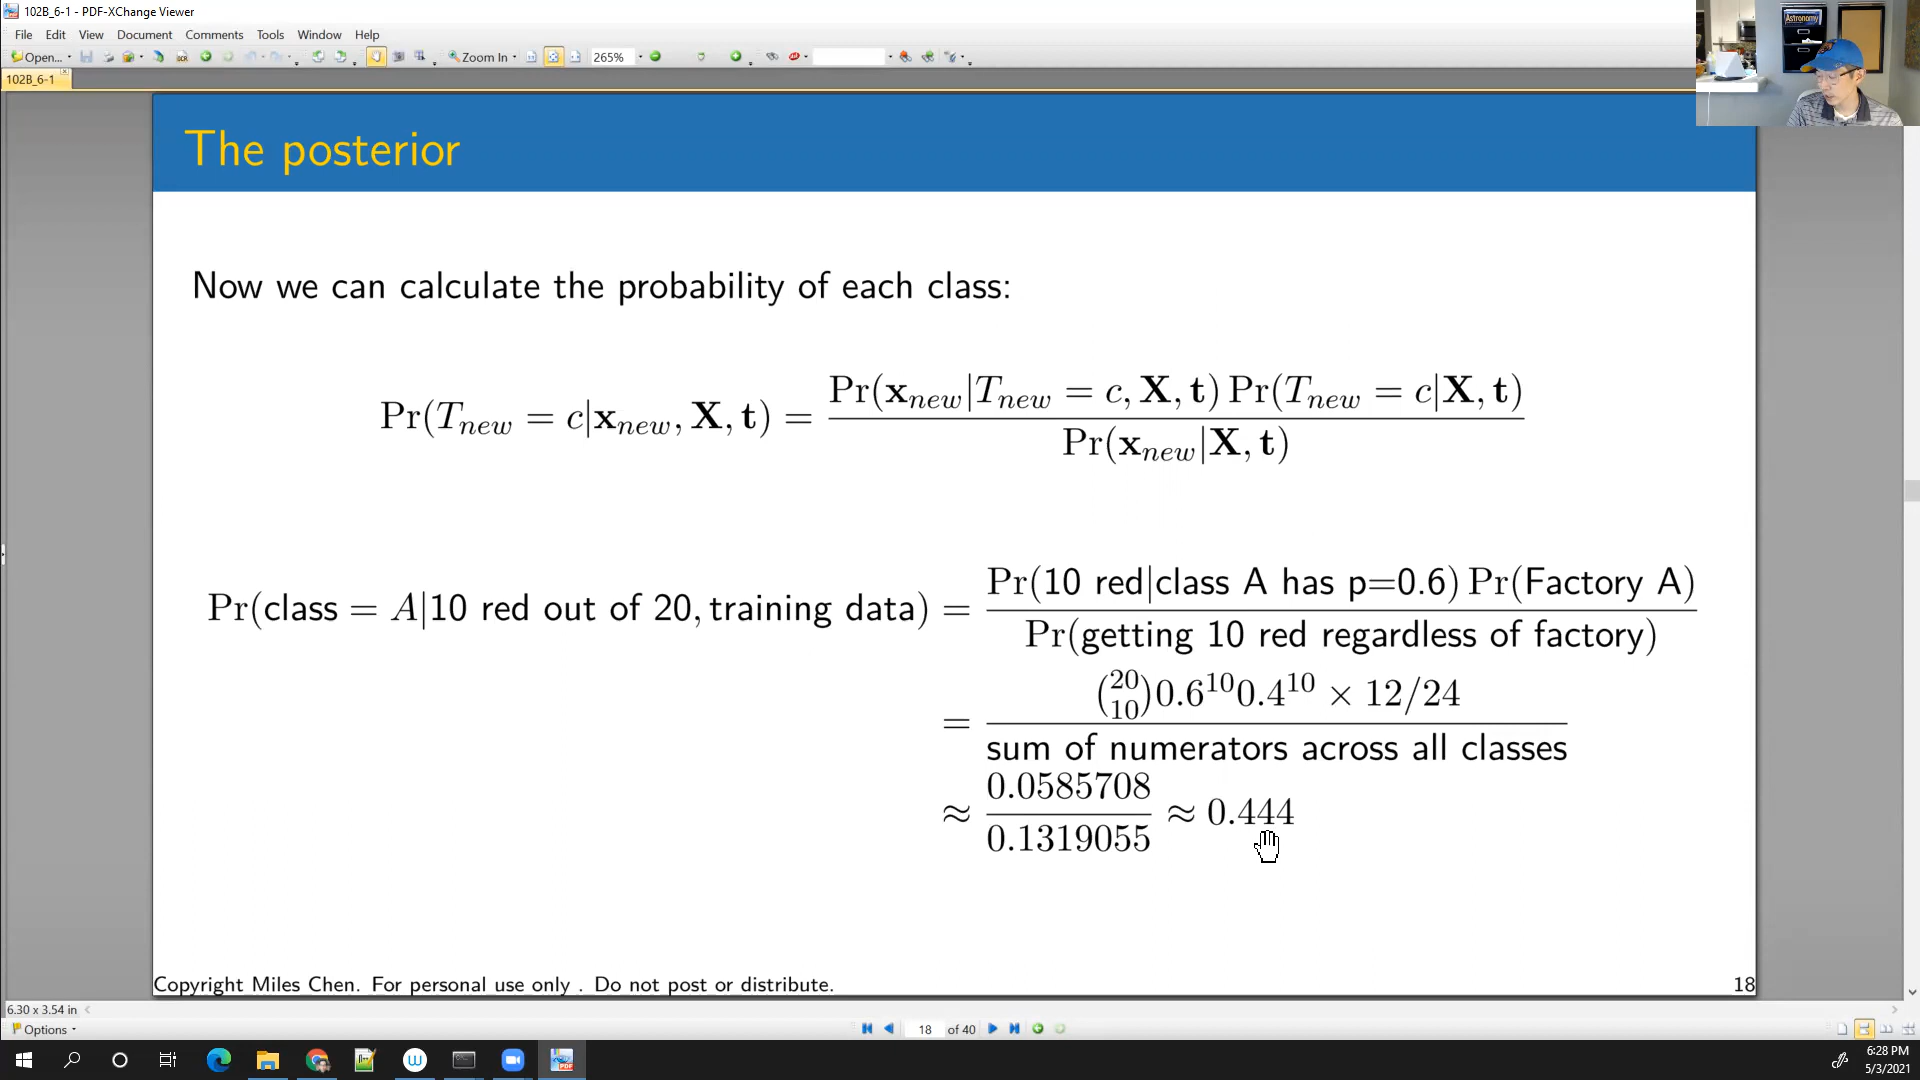 102B_6-1 - PDF-XChange Viewer
File Edit View Document Comments Tools Window Help
Open... OCR Zoom In 265%
102B_6-1
Astronomy
The posterior
Now we can calculate the probability of each class:
Pr(T_new = c|x_new, X, t) = Pr(x_new|T_new = c, X, t) Pr(T_new = c|X, t) / Pr(x_new|X, t)
Pr(class = A|10 red out of 20, training data) = Pr(10 red|class A has p=0.6) Pr(Factory A) / Pr(getting 10 red regardless of factory)
= (20 10) 0.6^10 0.4^10 × 12/24 / sum of numerators across all classes
≈ 0.0585708 / 0.1319055 ≈ 0.444
Copyright Miles Chen. For personal use only . Do not post or distribute. 18
6.30 x 3.54 in
Options 18 of 40
6:28 PM
5/3/2021